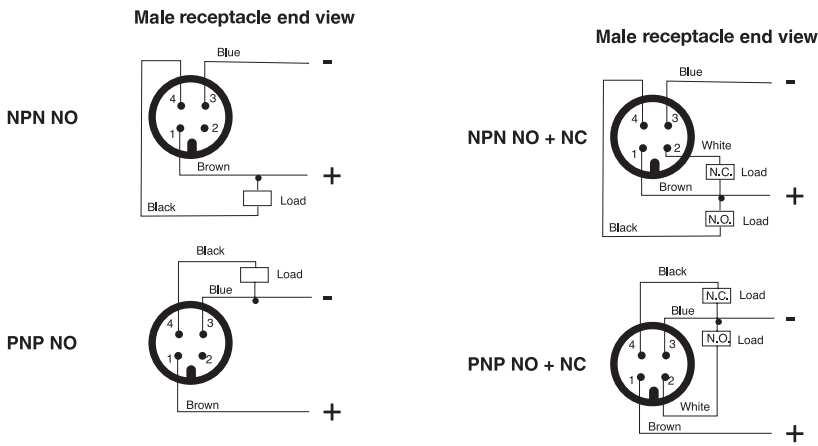 Male receptacle end view
Blue
-
4 3
NPN NO
1 2
Brown
+
Load
Black
Black
Load
Blue
-
4 3
PNP NO
1 2
Brown
+
Male receptacle end view
Blue
-
4 3
NPN NO + NC
White
1 2
N.C. Load
Brown
+
N.O. Load
Black
Black
N.C. Load
Blue
-
N.O. Load
4 3
PNP NO + NC
1 2
White
Brown
+